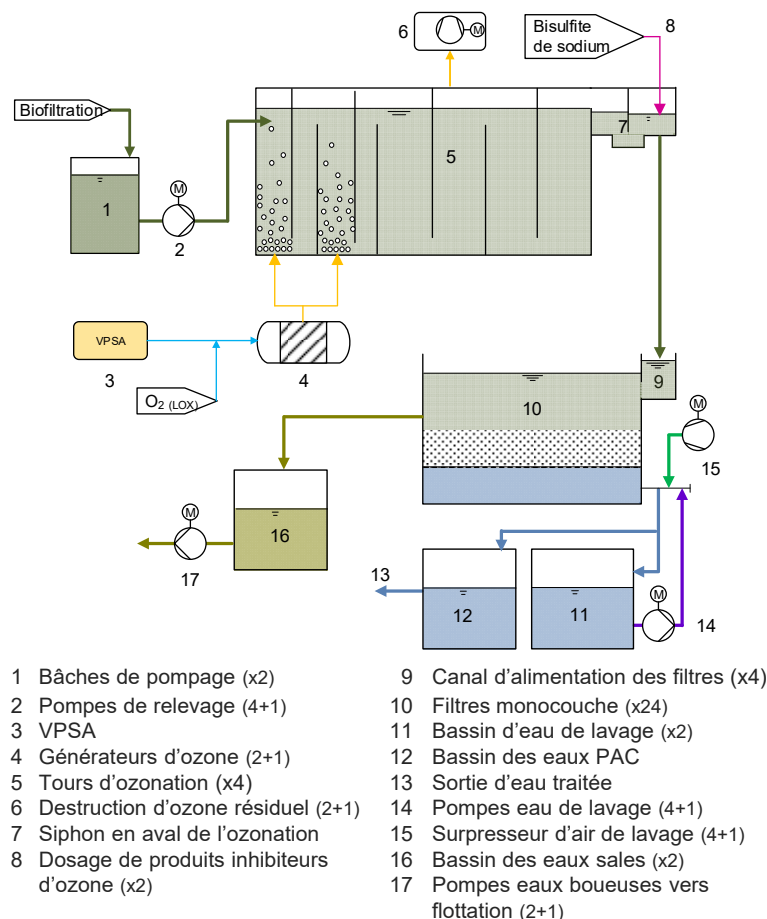 6
M
Bisulfite
de sodium
8
Biofiltration
7
5
1
M
2
VPSA
3
4
O2 (LOX)
9
10
M
15
16
M
17
13
12
11
M
14
1 Bâches de pompage (x2)
2 Pompes de relevage (4+1)
3 VPSA
4 Générateurs d'ozone (2+1)
5 Tours d'ozonation (x4)
6 Destruction d'ozone résiduel (2+1)
7 Siphon en aval de l'ozonation
8 Dosage de produits inhibiteurs
d'ozone (x2)
9 Canal d'alimentation des filtres (x4)
10 Filtres monocouche (x24)
11 Bassin d'eau de lavage (x2)
12 Bassin des eaux PAC
13 Sortie d'eau traitée
14 Pompes eau de lavage (4+1)
15 Surpresseur d'air de lavage (4+1)
16 Bassin des eaux sales (x2)
17 Pompes eaux boueuses vers
flottation (2+1)